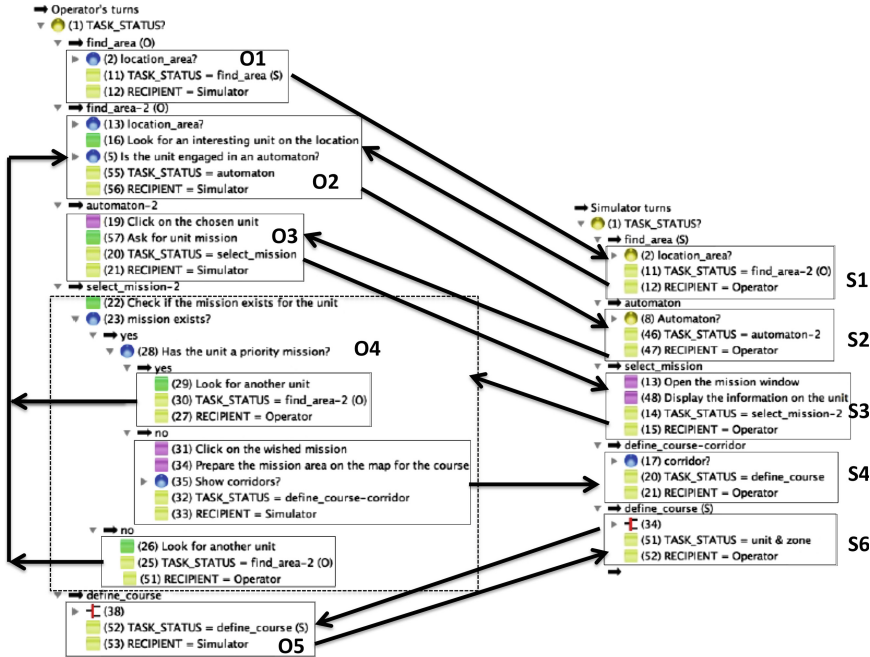 Operator's turns
(1) TASK_STATUS?
find_area (O)
(2) location_area?
O1
(11) TASK_STATUS = find_area (S)
(12) RECIPIENT = Simulator
find_area-2 (O)
(13) location_area?
(16) Look for an interesting unit on the location
(5) Is the unit engaged in an automaton?
(55) TASK_STATUS = automaton
(56) RECIPIENT = Simulator
O2
automaton-2
(19) Click on the chosen unit
(57) Ask for unit mission
O3
(20) TASK_STATUS = select_mission
(21) RECIPIENT = Simulator
select_mission-2
(22) Check if the mission exists for the unit
(23) mission exists?
yes
(28) Has the unit a priority mission?
O4
yes
(29) Look for another unit
(30) TASK_STATUS = find_area-2 (O)
(27) RECIPIENT = Operator
no
(31) Click on the wished mission
(34) Prepare the mission area on the map for the course
(35) Show corridors?
(32) TASK_STATUS = define_course-corridor
(33) RECIPIENT = Simulator
no
(26) Look for another unit
(25) TASK_STATUS = find_area-2 (O)
(51) RECIPIENT = Operator
define_course
(38)
(52) TASK_STATUS = define_course (S)
(53) RECIPIENT = Simulator
O5
Simulator turns
(1) TASK_STATUS?
find_area (S)
(2) location_area?
(11) TASK_STATUS = find_area-2 (O)
(12) RECIPIENT = Operator
S1
automaton
(8) Automaton?
(46) TASK_STATUS = automaton-2
(47) RECIPIENT = Operator
S2
select_mission
(13) Open the mission window
(48) Display the information on the unit
(14) TASK_STATUS = select_mission-2
(15) RECIPIENT = Operator
S3
define_course-corridor
(17) corridor?
(20) TASK_STATUS = define_course
(21) RECIPIENT = Operator
S4
define_course (S)
(34)
(51) TASK_STATUS = unit & zone
(52) RECIPIENT = Operator
S6